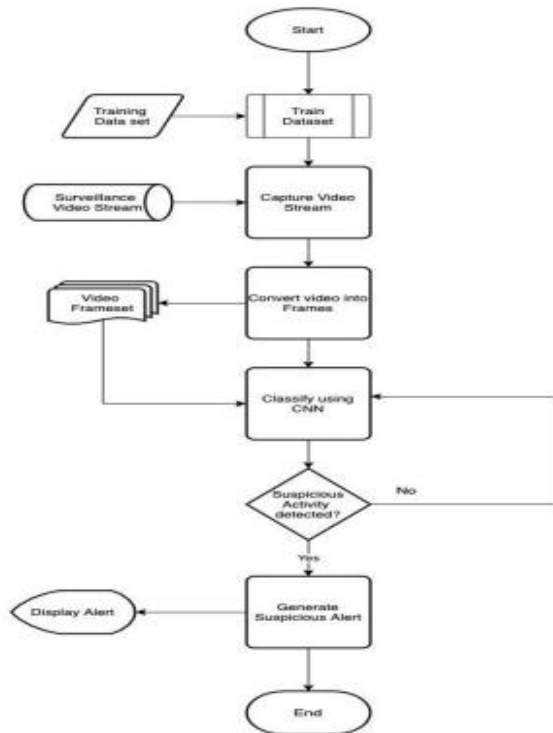 Start
Training
Data set
Train
Dataset
Surveillance
Video Stream
Capture Video
Stream
Video
Frameset
Convert video into
Frames
Classify using
CNN
Suspicious
Activity
detected?
No
Yes
Display Alert
Generate
Suspicious Alert
End